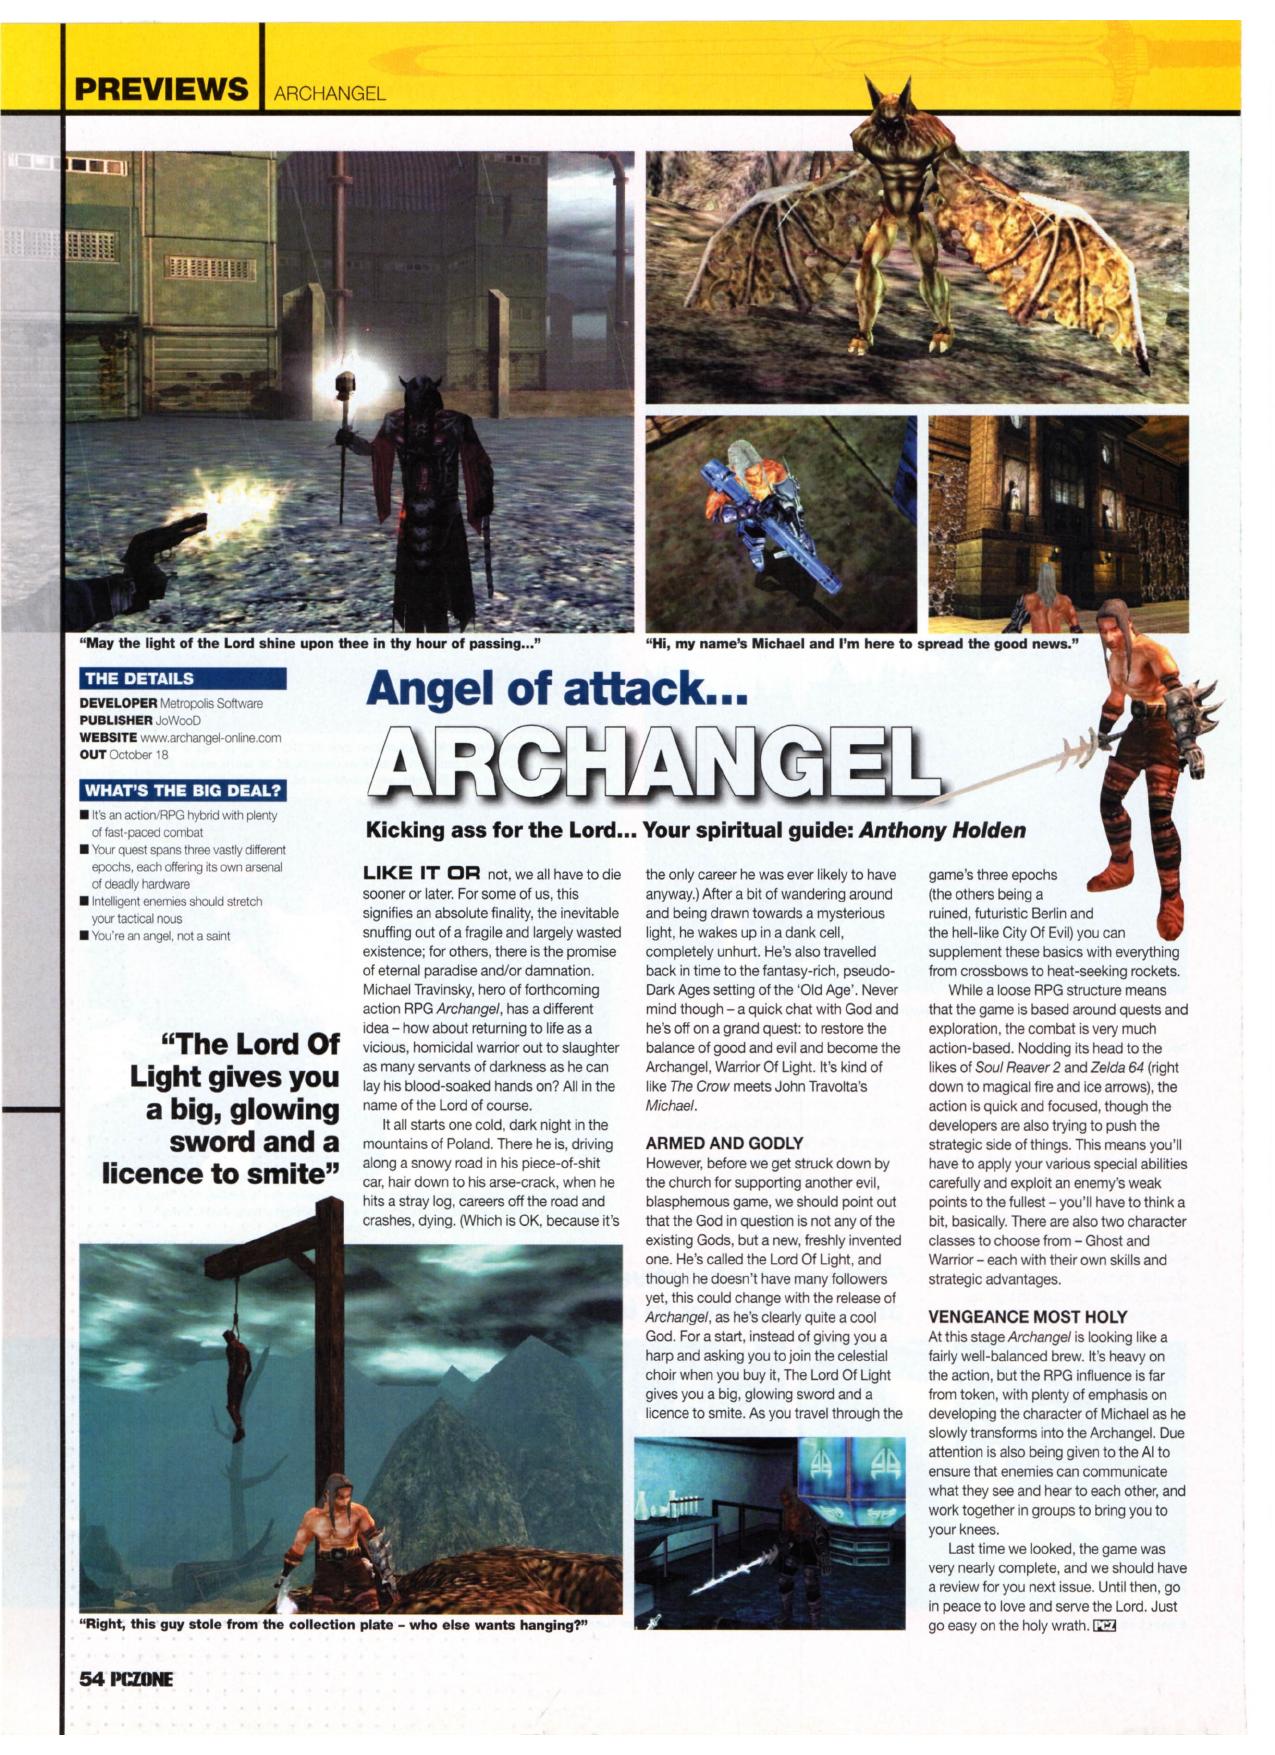 PREVIEWS
ARCHANGEL
"May the light of the Lord shine upon thee in thy hour of passing..."
"Hi, my name's Michael and I'm here to spread the good news."
THE DETAILS
DEVELOPER Metropolis Software
PUBLISHER JoWooD
WEBSITE www.archangel-online.com
OUT October 18
WHAT'S THE BIG DEAL?
■ It's an action/RPG hybrid with plenty
of fast-paced combat
■ Your quest spans three vastly different
epochs, each offering its own arsenal
of deadly hardware
■ Intelligent enemies should stretch
your tactical nous
■ You're an angel, not a saint
Angel of attack...
ARCHANGEL
Kicking ass for the Lord... Your spiritual guide: Anthony Holden
LIKE IT OR not, we all have to die
sooner or later. For some of us, this
signifies an absolute finality, the inevitable
snuffing out of a fragile and largely wasted
existence; for others, there is the promise
of eternal paradise and/or damnation.
Michael Travinsky, hero of forthcoming
action RPG Archangel, has a different
idea – how about returning to life as a
vicious, homicidal warrior out to slaughter
as many servants of darkness as he can
lay his blood-soaked hands on? All in the
name of the Lord of course.
It all starts one cold, dark night in the
mountains of Poland. There he is, driving
along a snowy road in his piece-of-shit
car, hair down to his arse-crack, when he
hits a stray log, careers off the road and
crashes, dying. (Which is OK, because it's
the only career he was ever likely to have
anyway.) After a bit of wandering around
and being drawn towards a mysterious
light, he wakes up in a dank cell,
completely unhurt. He's also travelled
back in time to the fantasy-rich, pseudo-
Dark Ages setting of the 'Old Age'. Never
mind though – a quick chat with God and
he's off on a grand quest: to restore the
balance of good and evil and become the
Archangel, Warrior Of Light. It's kind of
like The Crow meets John Travolta's
Michael.
ARMED AND GODLY
However, before we get struck down by
the church for supporting another evil,
blasphemous game, we should point out
that the God in question is not any of the
existing Gods, but a new, freshly invented
one. He's called the Lord Of Light, and
though he doesn't have many followers
yet, this could change with the release of
Archangel, as he's clearly quite a cool
God. For a start, instead of giving you a
harp and asking you to join the celestial
choir when you buy it, The Lord Of Light
gives you a big, glowing sword and a
licence to smite. As you travel through the
game's three epochs
(the others being a
ruined, futuristic Berlin and
the hell-like City Of Evil) you can
supplement these basics with everything
from crossbows to heat-seeking rockets.
While a loose RPG structure means
that the game is based around quests and
exploration, the combat is very much
action-based. Nodding its head to the
likes of Soul Reaver 2 and Zelda 64 (right
down to magical fire and ice arrows), the
action is quick and focused, though the
developers are also trying to push the
strategic side of things. This means you'll
have to apply your various special abilities
carefully and exploit an enemy's weak
points to the fullest – you'll have to think a
bit, basically. There are also two character
classes to choose from – Ghost and
Warrior – each with their own skills and
strategic advantages.
VENGEANCE MOST HOLY
At this stage Archangel is looking like a
fairly well-balanced brew. It's heavy on
the action, but the RPG influence is far
from token, with plenty of emphasis on
developing the character of Michael as he
slowly transforms into the Archangel. Due
attention is also being given to the AI to
ensure that enemies can communicate
what they see and hear to each other, and
work together in groups to bring you to
your knees.
Last time we looked, the game was
very nearly complete, and we should have
a review for you next issue. Until then, go
in peace to love and serve the Lord. Just
go easy on the holy wrath. PCZ
"The Lord Of
Light gives you
a big, glowing
sword and a
licence to smite"
"Right, this guy stole from the collection plate – who else wants hanging?"
54 PCZONE